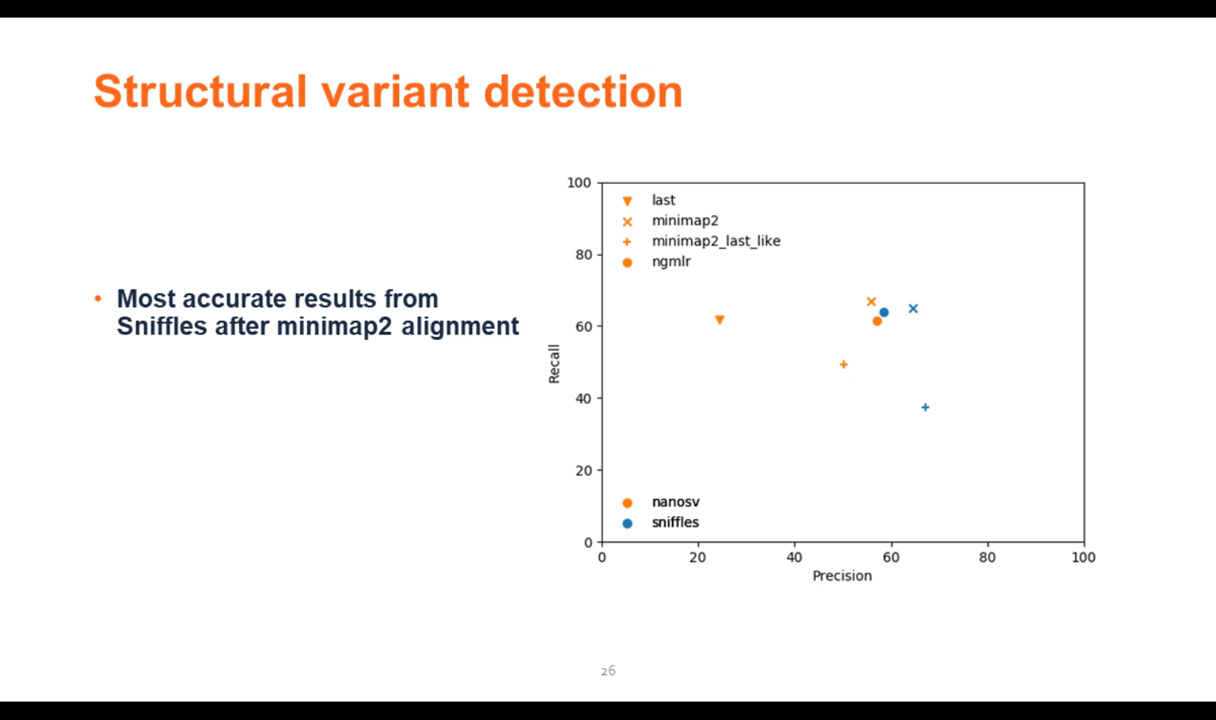 Structural variant detection
• Most accurate results from
Sniffles after minimap2 alignment
100
80
60
40
20
0
Recall
last
minimap2
minimap2_last_like
ngmlr
nanosv
sniffles
0 20 40 60 80 100
Precision
26